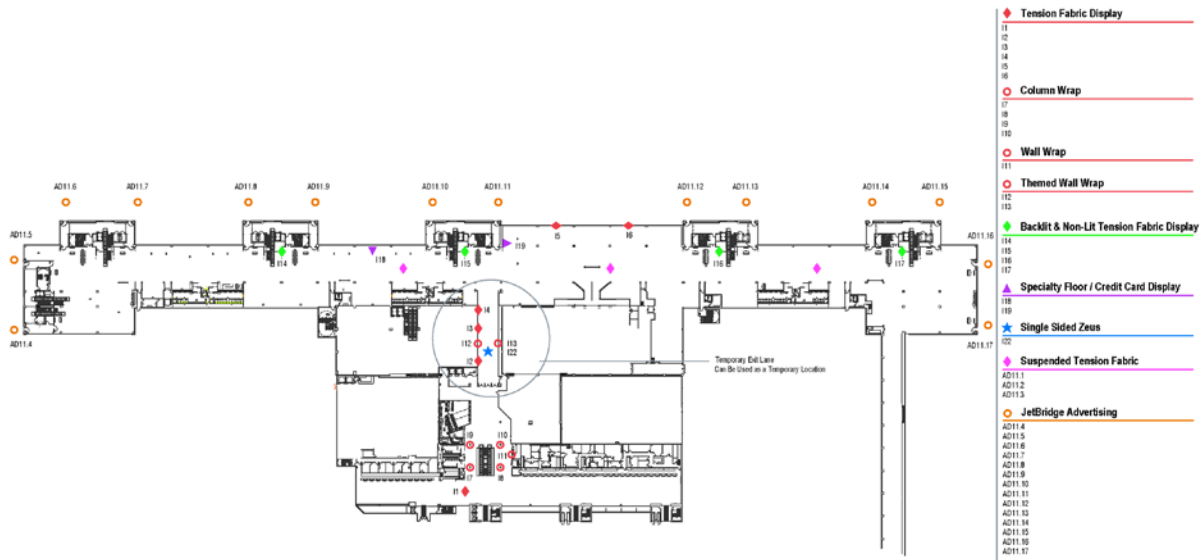 AD11.6
AD11.7
AD11.8
AD11.9
AD11.10
AD11.11
AD11.12
AD11.13
AD11.14
AD11.15
AD11.5
AD11.16
I5
I6
I19
I14
I18
I15
I16
I17
AD11.4
AD11.17
I4
I3
I12
I13
I22
I2
Temporary Exit Lane
Can Be Used as a Temporary Location
I9
I10
I11
I7
I8
I1
Tension Fabric Display
I1
I2
I3
I4
I5
I6
Column Wrap
I7
I8
I9
I10
Wall Wrap
I11
Themed Wall Wrap
I12
I13
Backlit & Non-Lit Tension Fabric Display
I14
I15
I16
I17
Specialty Floor / Credit Card Display
I18
I19
Single Sided Zeus
I22
Suspended Tension Fabric
AD11.1
AD11.2
AD11.3
JetBridge Advertising
AD11.4
AD11.5
AD11.6
AD11.7
AD11.8
AD11.9
AD11.10
AD11.11
AD11.12
AD11.13
AD11.14
AD11.15
AD11.16
AD11.17